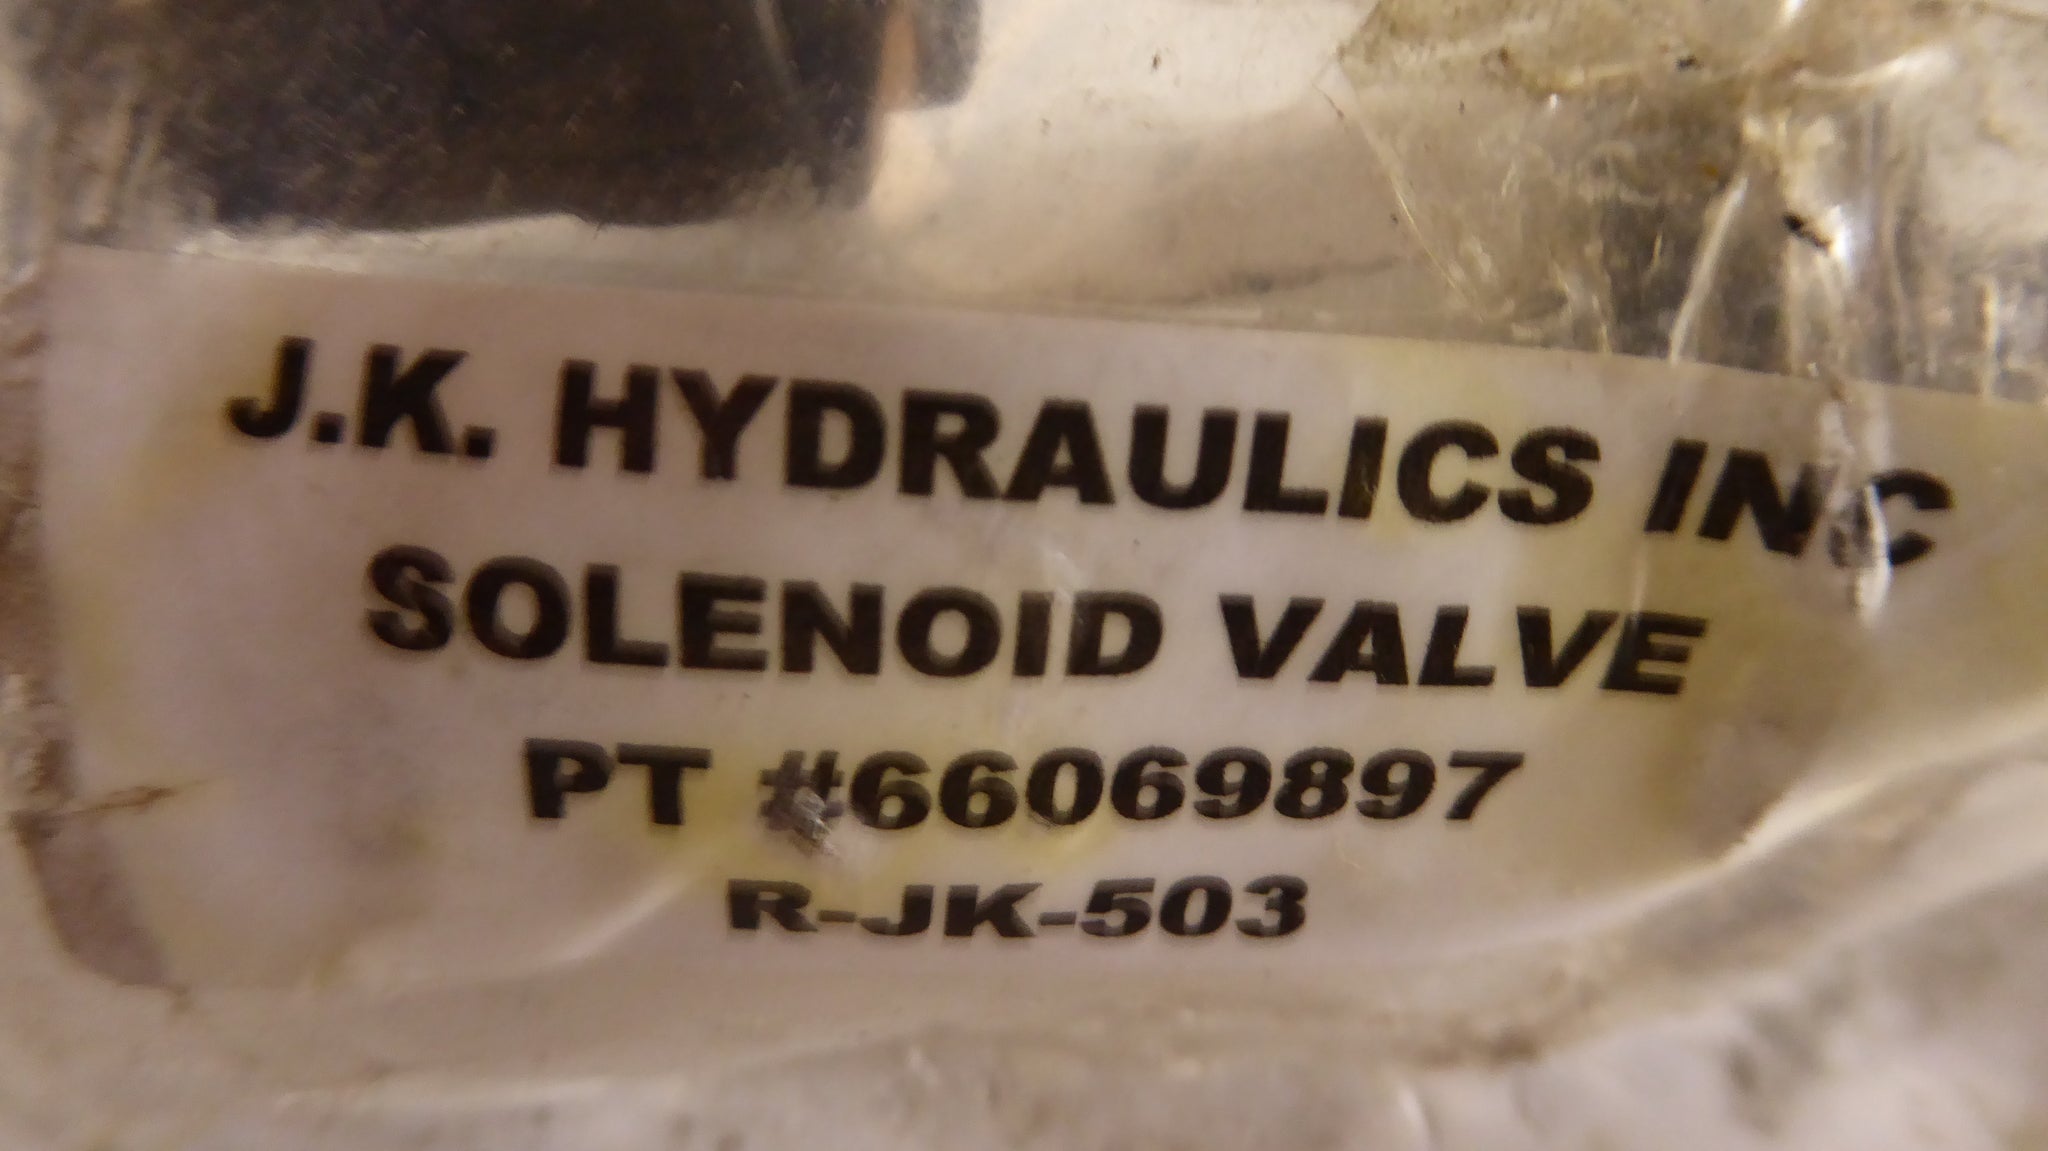 J.K. HYDRAULICS INC
SOLENOID VALVE
PT #66069897
R-JK-503